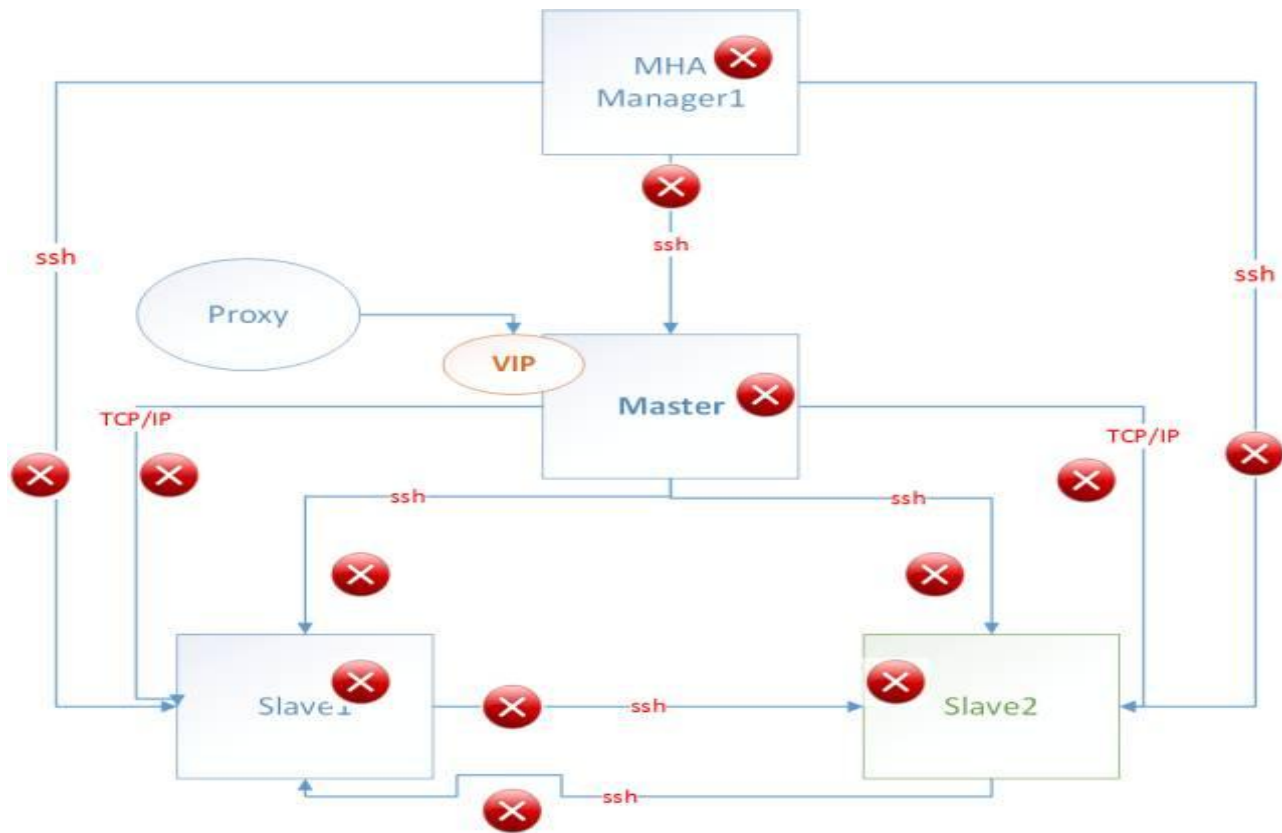 MHA
Manager1
ssh
ssh
ssh
Proxy
VIP
Master
TCP/IP
TCP/IP
ssh
ssh
Slave1
ssh
Slave2
ssh